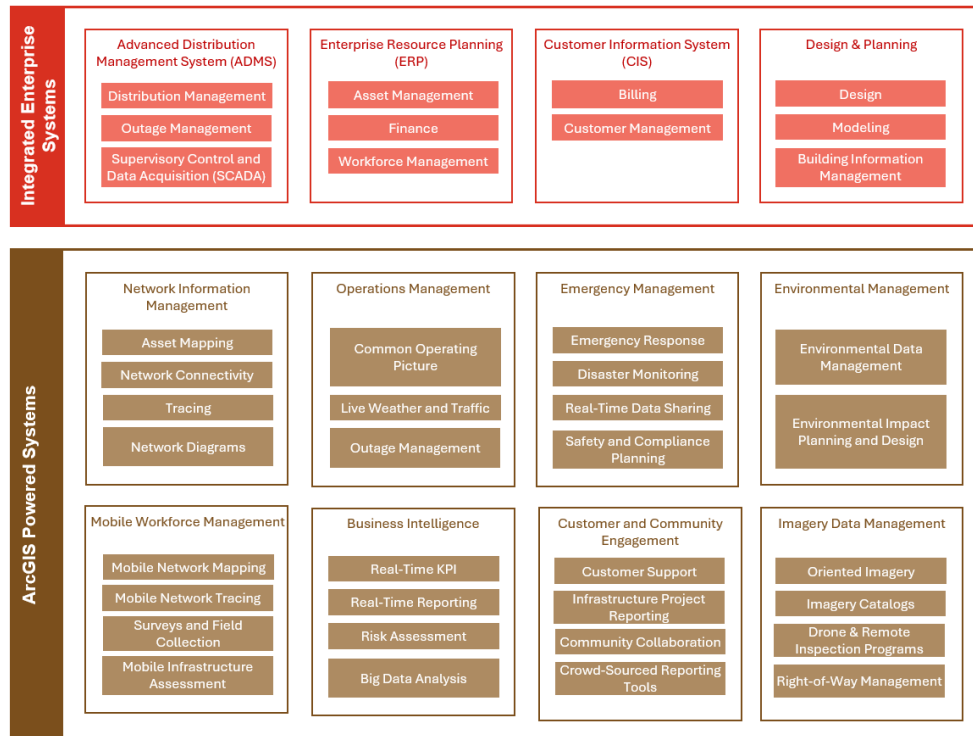 Integrated Enterprise
Systems
Advanced Distribution
Management System (ADMS)
Distribution Management
Outage Management
Supervisory Control and
Data Acquisition (SCADA)
Enterprise Resource Planning
(ERP)
Asset Management
Finance
Workforce Management
Customer Information System
(CIS)
Billing
Customer Management
Design & Planning
Design
Modeling
Building Information
Management
ArcGIS Powered Systems
Network Information
Management
Asset Mapping
Network Connectivity
Tracing
Network Diagrams
Operations Management
Common Operating
Picture
Live Weather and Traffic
Outage Management
Emergency Management
Emergency Response
Disaster Monitoring
Real-Time Data Sharing
Safety and Compliance
Planning
Environmental Management
Environmental Data
Management
Environmental Impact
Planning and Design
Mobile Workforce Management
Mobile Network Mapping
Mobile Network Tracing
Surveys and Field
Collection
Mobile Infrastructure
Assessment
Business Intelligence
Real-Time KPI
Real-Time Reporting
Risk Assessment
Big Data Analysis
Customer and Community
Engagement
Customer Support
Infrastructure Project
Reporting
Community Collaboration
Crowd-Sourced Reporting
Tools
Imagery Data Management
Oriented Imagery
Imagery Catalogs
Drone & Remote
Inspection Programs
Right-of-Way Management